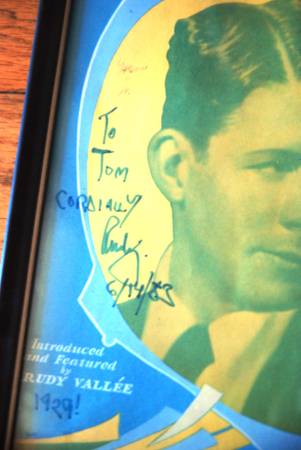 To
Tom
CORDIALLY
Rudy.
6/14/83
Introduced
and Featured
by
RUDY VALLÉE
1929!